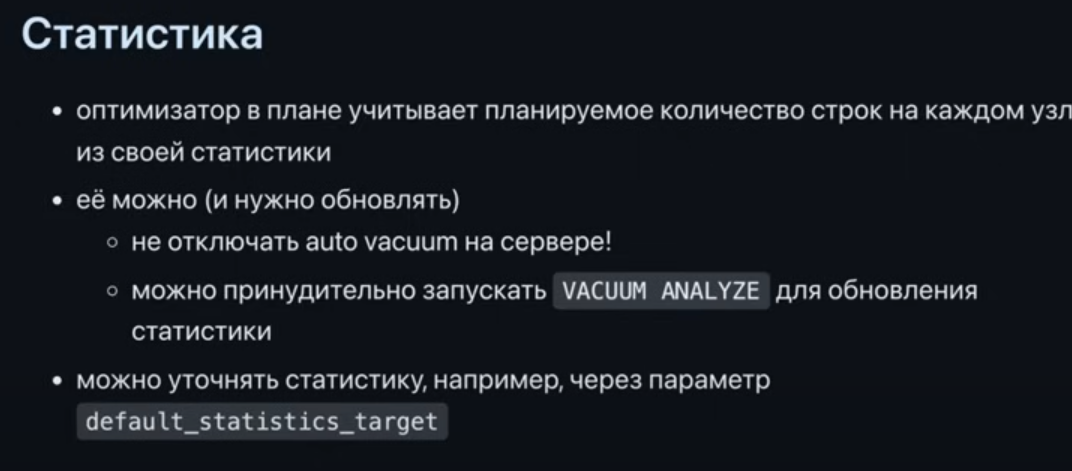 Статистика
• оптимизатор в плане учитывает планируемое количество строк на каждом узл
из своей статистики
• её можно (и нужно обновлять)
◦ не отключать auto vacuum на сервере!
◦ можно принудительно запускать VACUUM ANALYZE для обновления
статистики
• можно уточнять статистику, например, через параметр
default_statistics_target